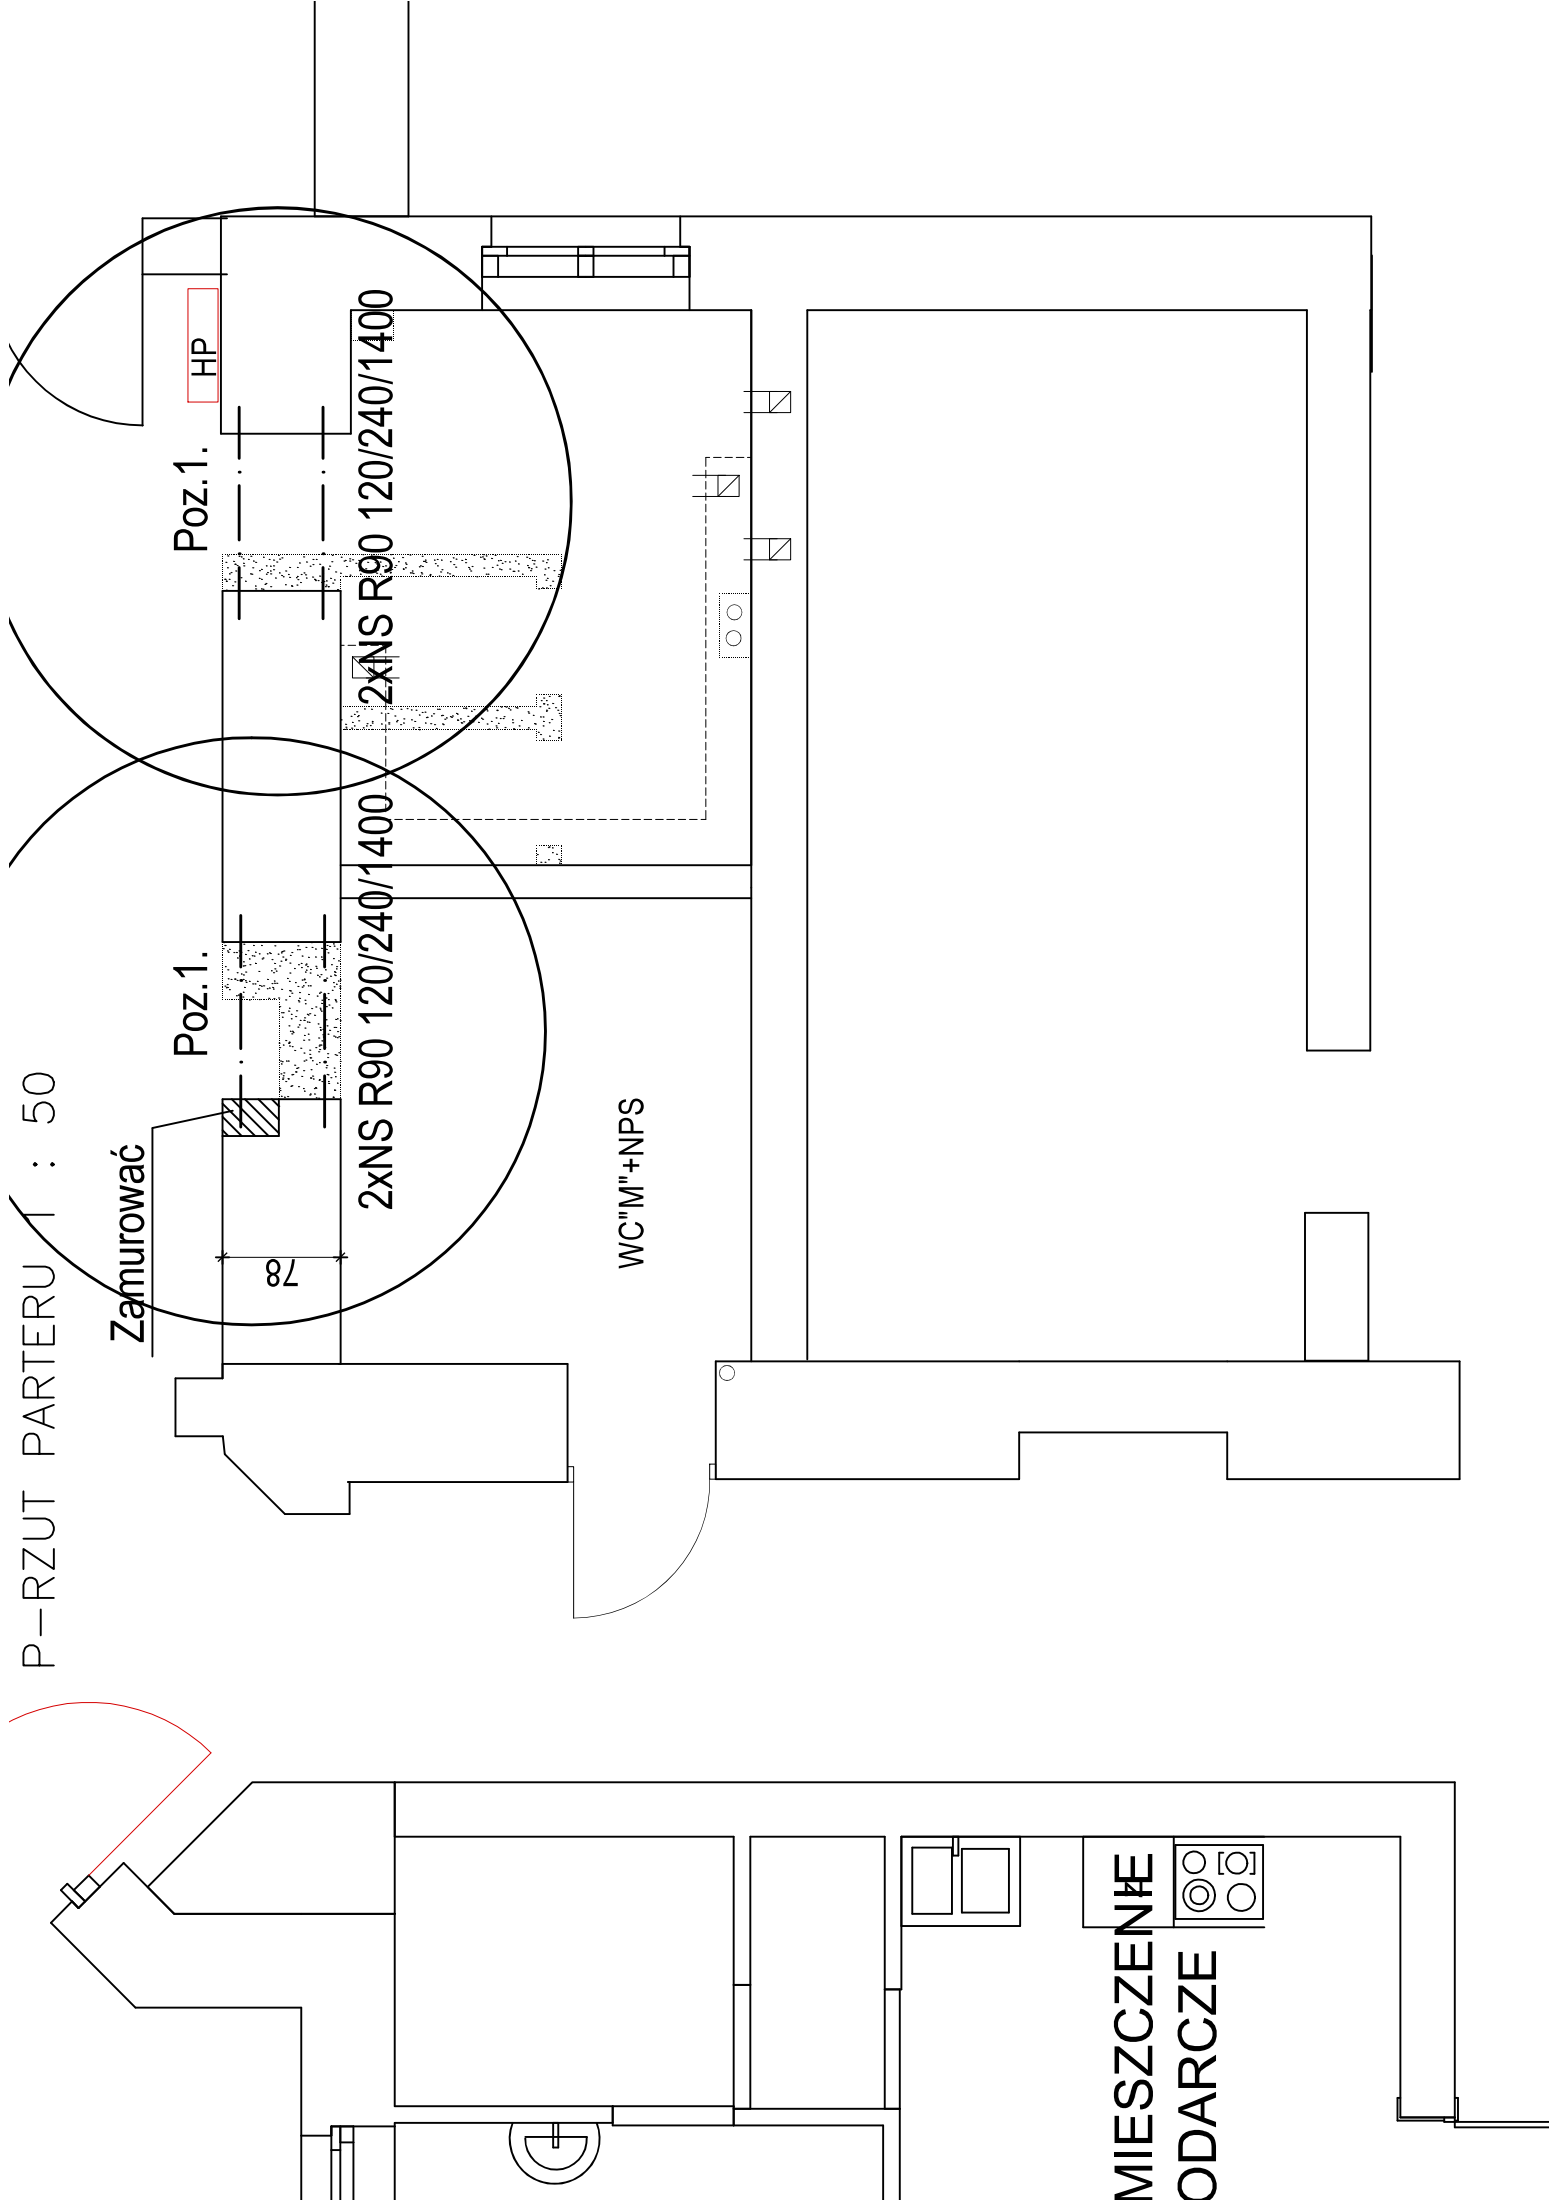 P-RZUT PARTERU 1 : 50
Zamurować
Poz.1.
Poz.1.
HP
78
2xNS R90 120/240/1400
2xNS R90 120/240/1400
WC"M"+NPS
MIESZCZENIE
ODARCZE